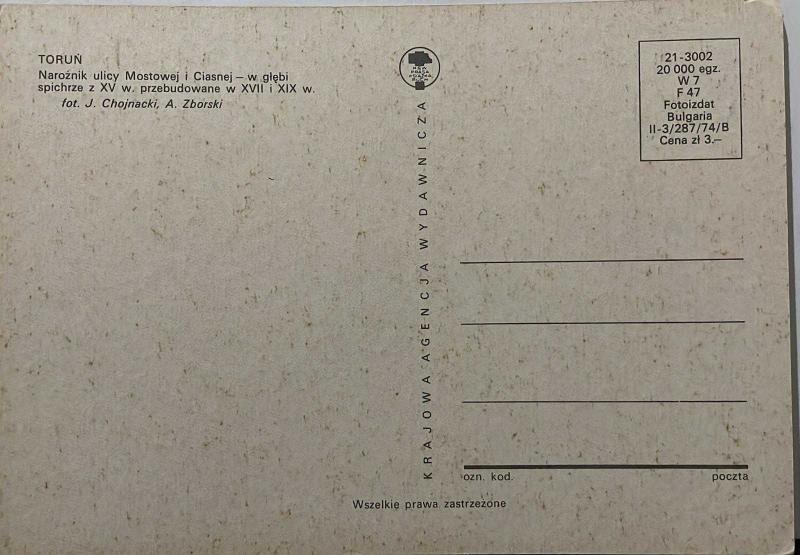 TORUŃ
Narożnik ulicy Mostowej i Ciasnej – w głębi
spichrze z XV w. przebudowane w XVII i XIX w.
fot. J. Chojnacki, A. Zborski
KRAJOWA AGENCJA WYDAWNICZA
21-3002
20 000 egz.
W 7
F 47
Fotoizdat
Bulgaria
II-3/287/74/B
Cena zł 3.–
ozn. kod.
poczta
Wszelkie prawa zastrzeżone